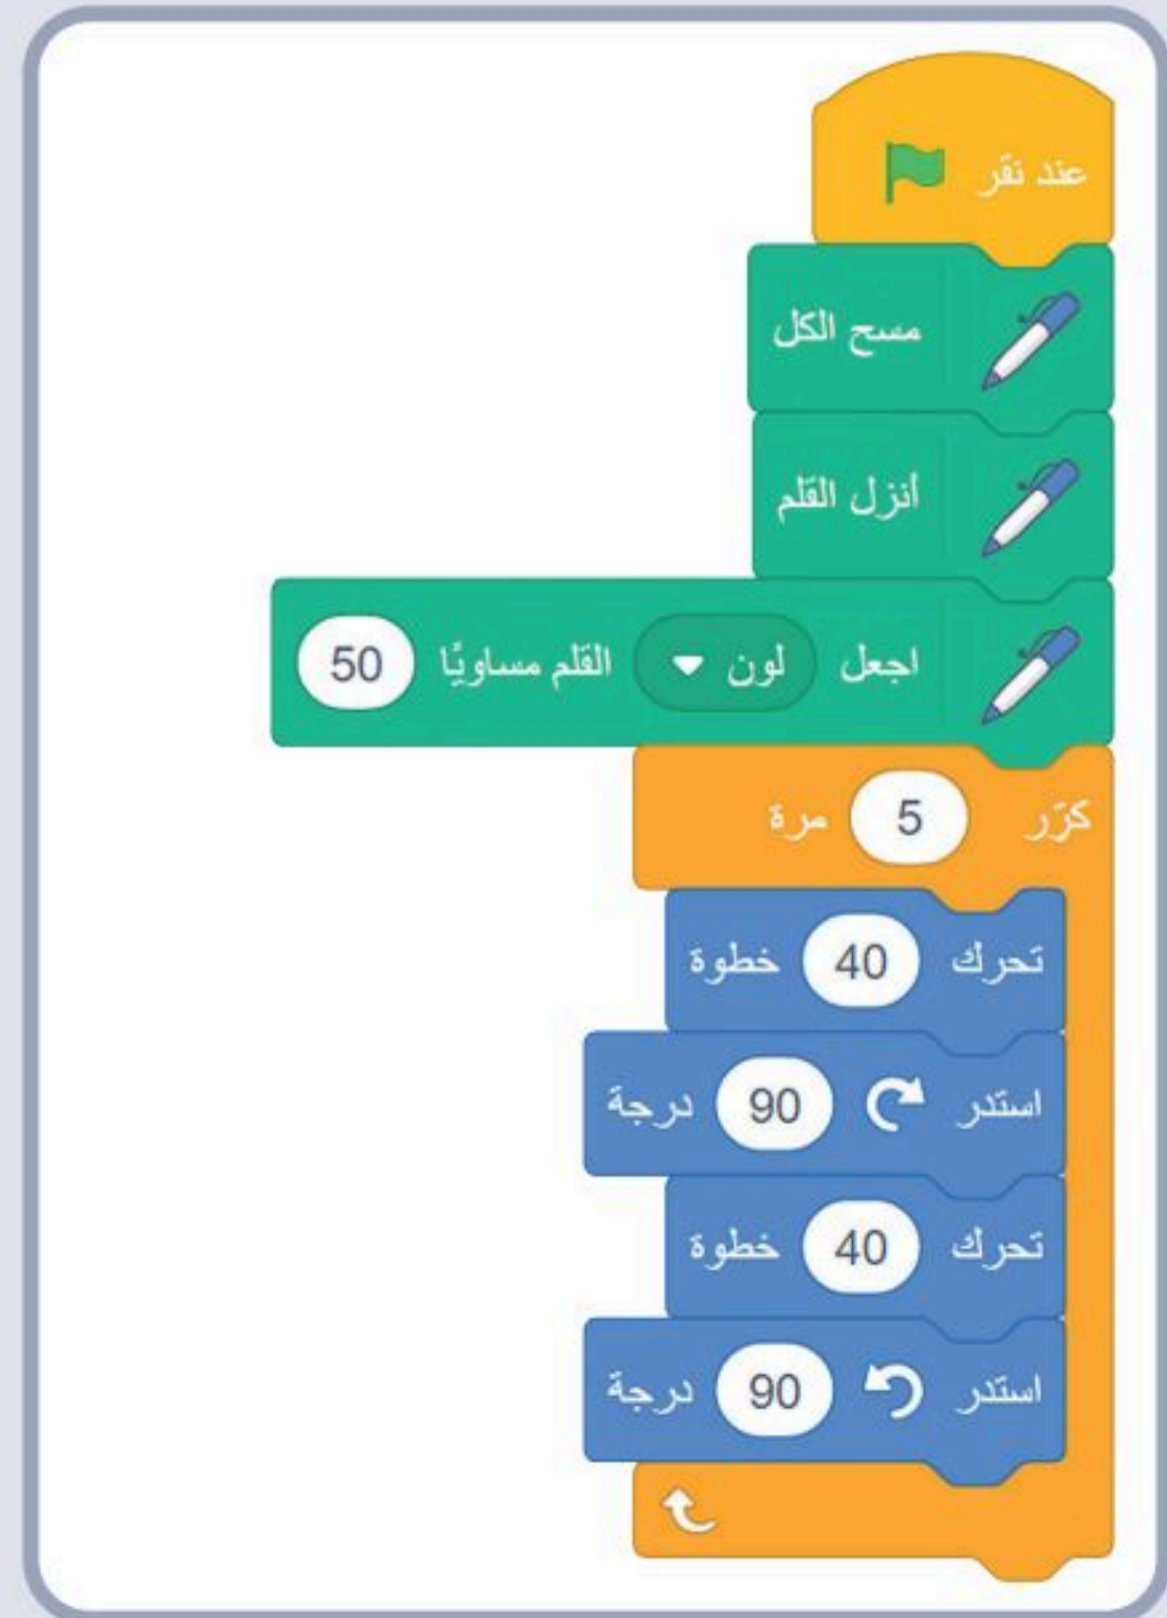 عند نقر
مسح الكل
أنزل القلم
اجعل لون القلم مساويًا 50
كرّر 5 مرة
تحرك 40 خطوة
استدر 90 درجة
تحرك 40 خطوة
استدر 90 درجة